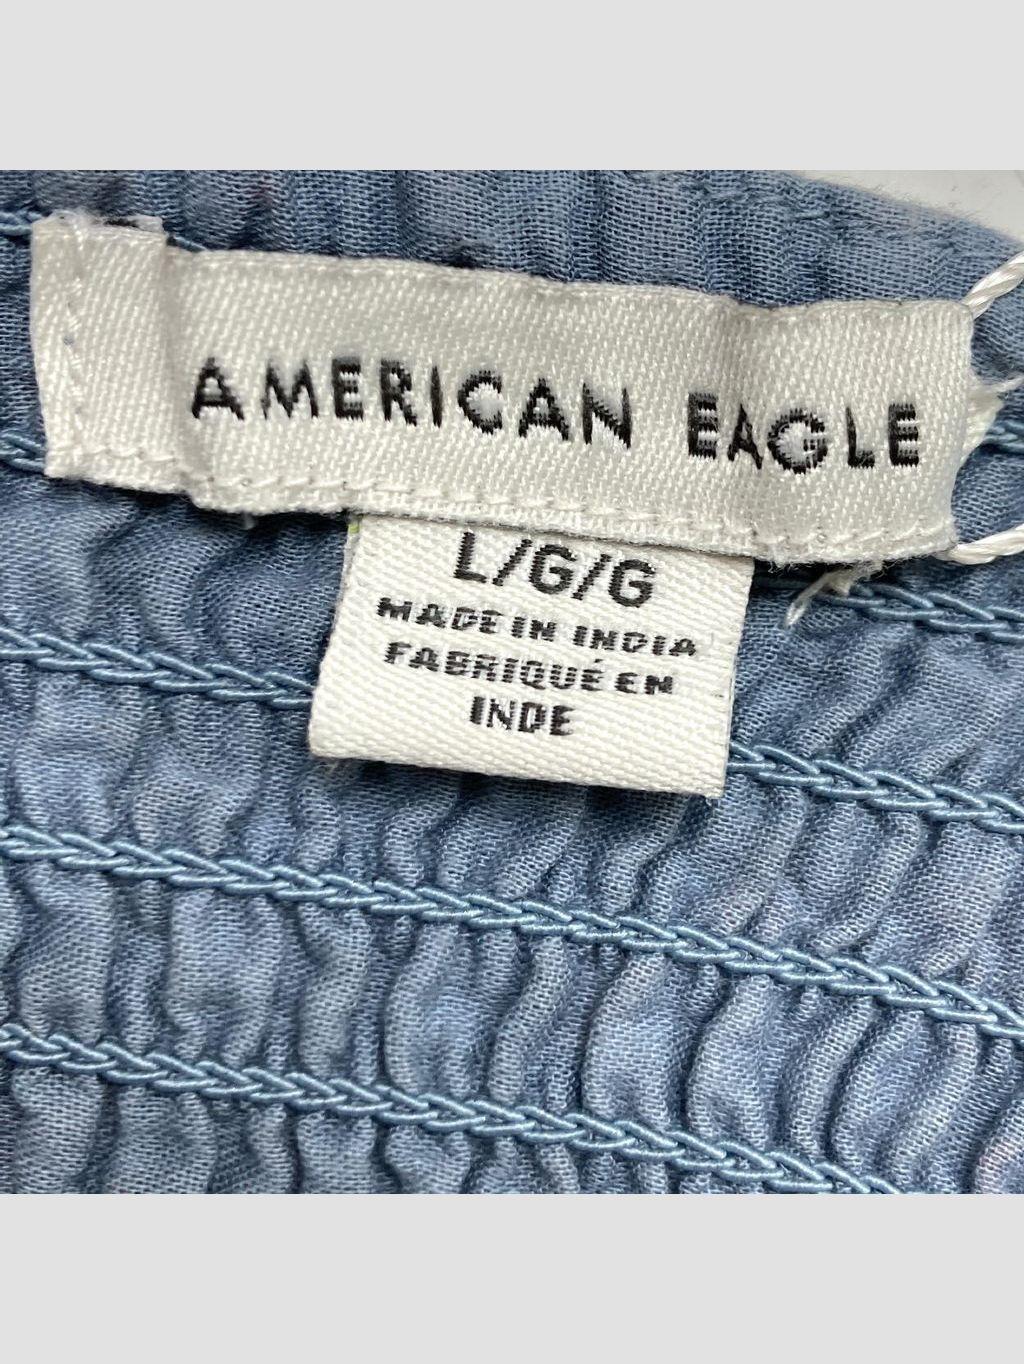 AMERICAN EAGLE
L/G/G
MADE IN INDIA
FABRIQUÉ EN
INDE